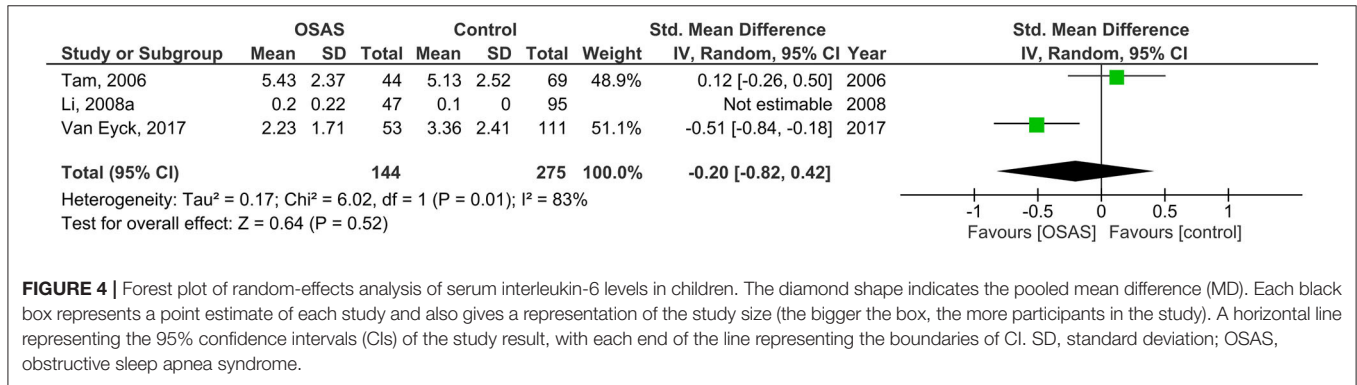 OSAS Control Std. Mean Difference Std. Mean Difference
Study or Subgroup Mean SD Total Mean SD Total Weight IV, Random, 95% CI Year IV, Random, 95% CI
Tam, 2006 5.43 2.37 44 5.13 2.52 69 48.9% 0.12 [-0.26, 0.50] 2006
Li, 2008a 0.2 0.22 47 0.1 0 95 Not estimable 2008
Van Eyck, 2017 2.23 1.71 53 3.36 2.41 111 51.1% -0.51 [-0.84, -0.18] 2017
Total (95% CI) 144 275 100.0% -0.20 [-0.82, 0.42]
Heterogeneity: Tau² = 0.17; Chi² = 6.02, df = 1 (P = 0.01); I² = 83%
Test for overall effect: Z = 0.64 (P = 0.52)
-1 -0.5 0 0.5 1
Favours [OSAS] Favours [control]
FIGURE 4 | Forest plot of random-effects analysis of serum interleukin-6 levels in children. The diamond shape indicates the pooled mean difference (MD). Each black
box represents a point estimate of each study and also gives a representation of the study size (the bigger the box, the more participants in the study). A horizontal line
representing the 95% confidence intervals (CIs) of the study result, with each end of the line representing the boundaries of CI. SD, standard deviation; OSAS,
obstructive sleep apnea syndrome.